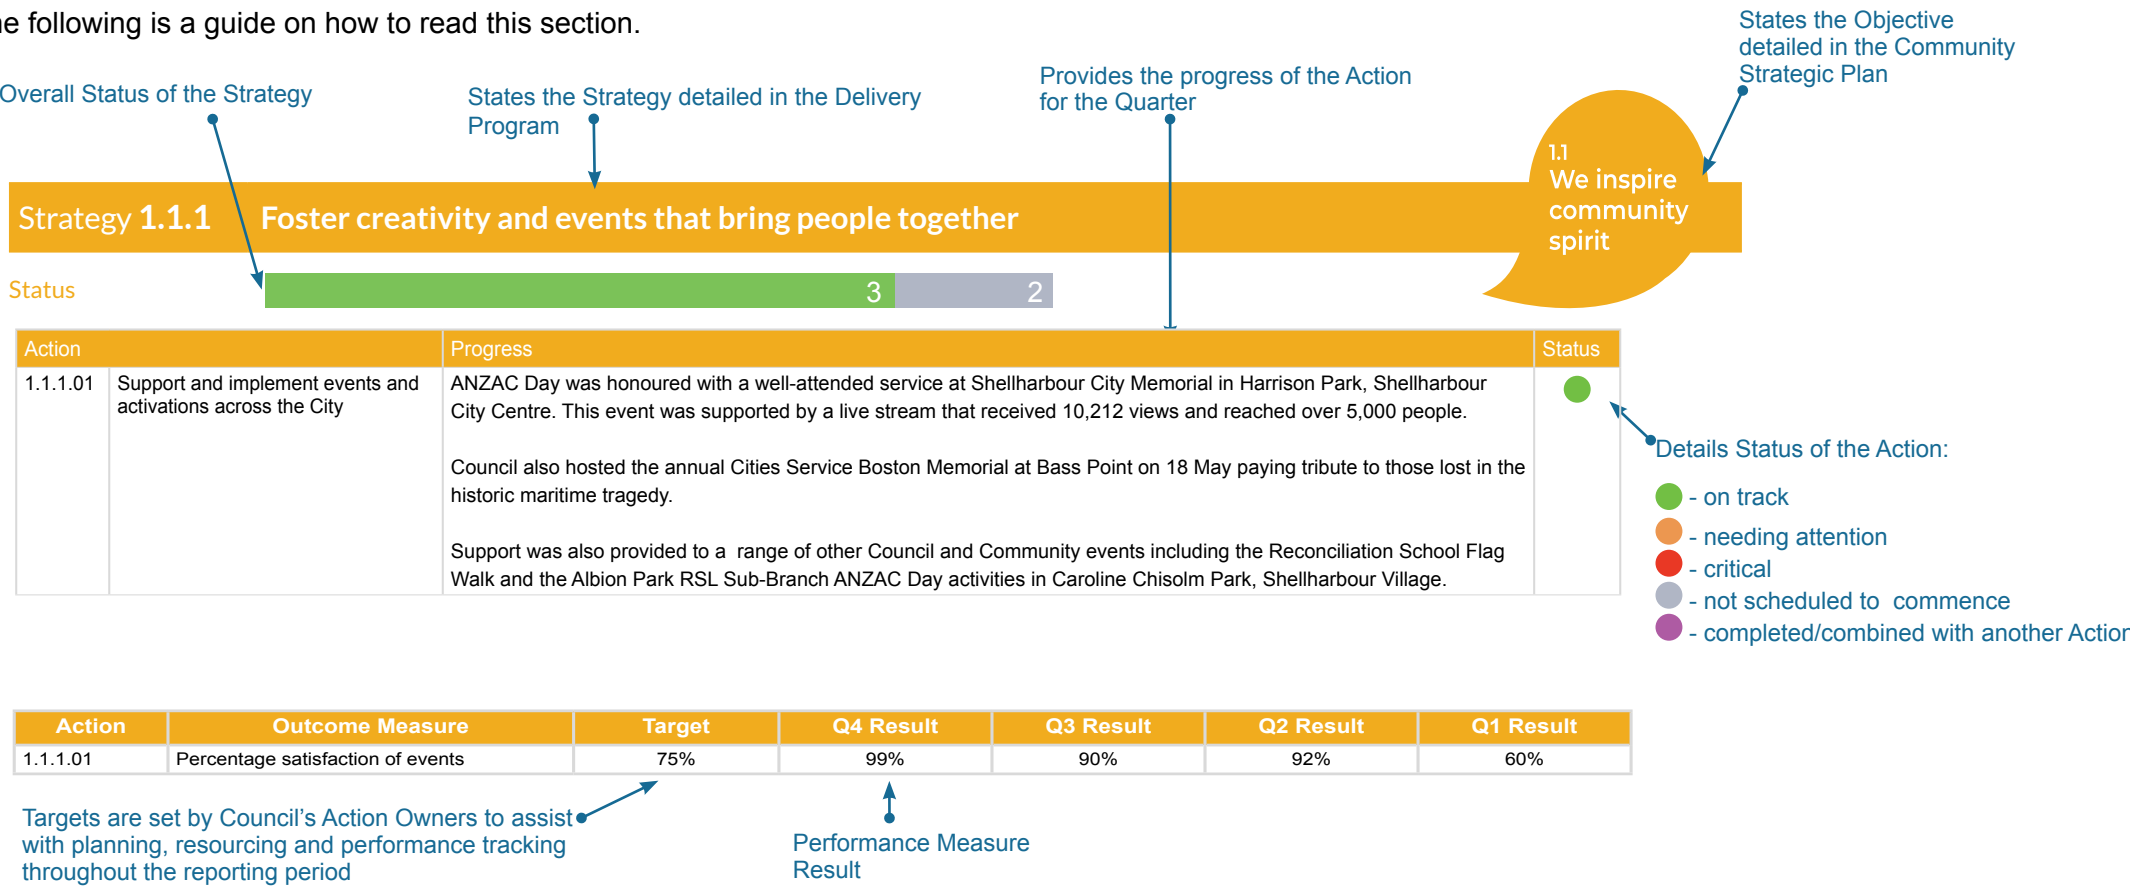 he following is a guide on how to read this section.
States the Objective
detailed in the Community
Strategic Plan
Overall Status of the Strategy
States the Strategy detailed in the Delivery
Program
Provides the progress of the Action
for the Quarter
1.1
We inspire
community
spirit
Strategy 1.1.1 Foster creativity and events that bring people together
Status
3 2
Action Progress Status
1.1.1.01 Support and implement events and
activations across the City
ANZAC Day was honoured with a well-attended service at Shellharbour City Memorial in Harrison Park, Shellharbour
City Centre. This event was supported by a live stream that received 10,212 views and reached over 5,000 people.
Council also hosted the annual Cities Service Boston Memorial at Bass Point on 18 May paying tribute to those lost in the
historic maritime tragedy.
Support was also provided to a range of other Council and Community events including the Reconciliation School Flag
Walk and the Albion Park RSL Sub-Branch ANZAC Day activities in Caroline Chisolm Park, Shellharbour Village.
Details Status of the Action:
- on track
- needing attention
- critical
- not scheduled to commence
- completed/combined with another Action
Action Outcome Measure Target Q4 Result Q3 Result Q2 Result Q1 Result
1.1.1.01 Percentage satisfaction of events 75% 99% 90% 92% 60%
Targets are set by Council's Action Owners to assist
with planning, resourcing and performance tracking
throughout the reporting period
Performance Measure
Result